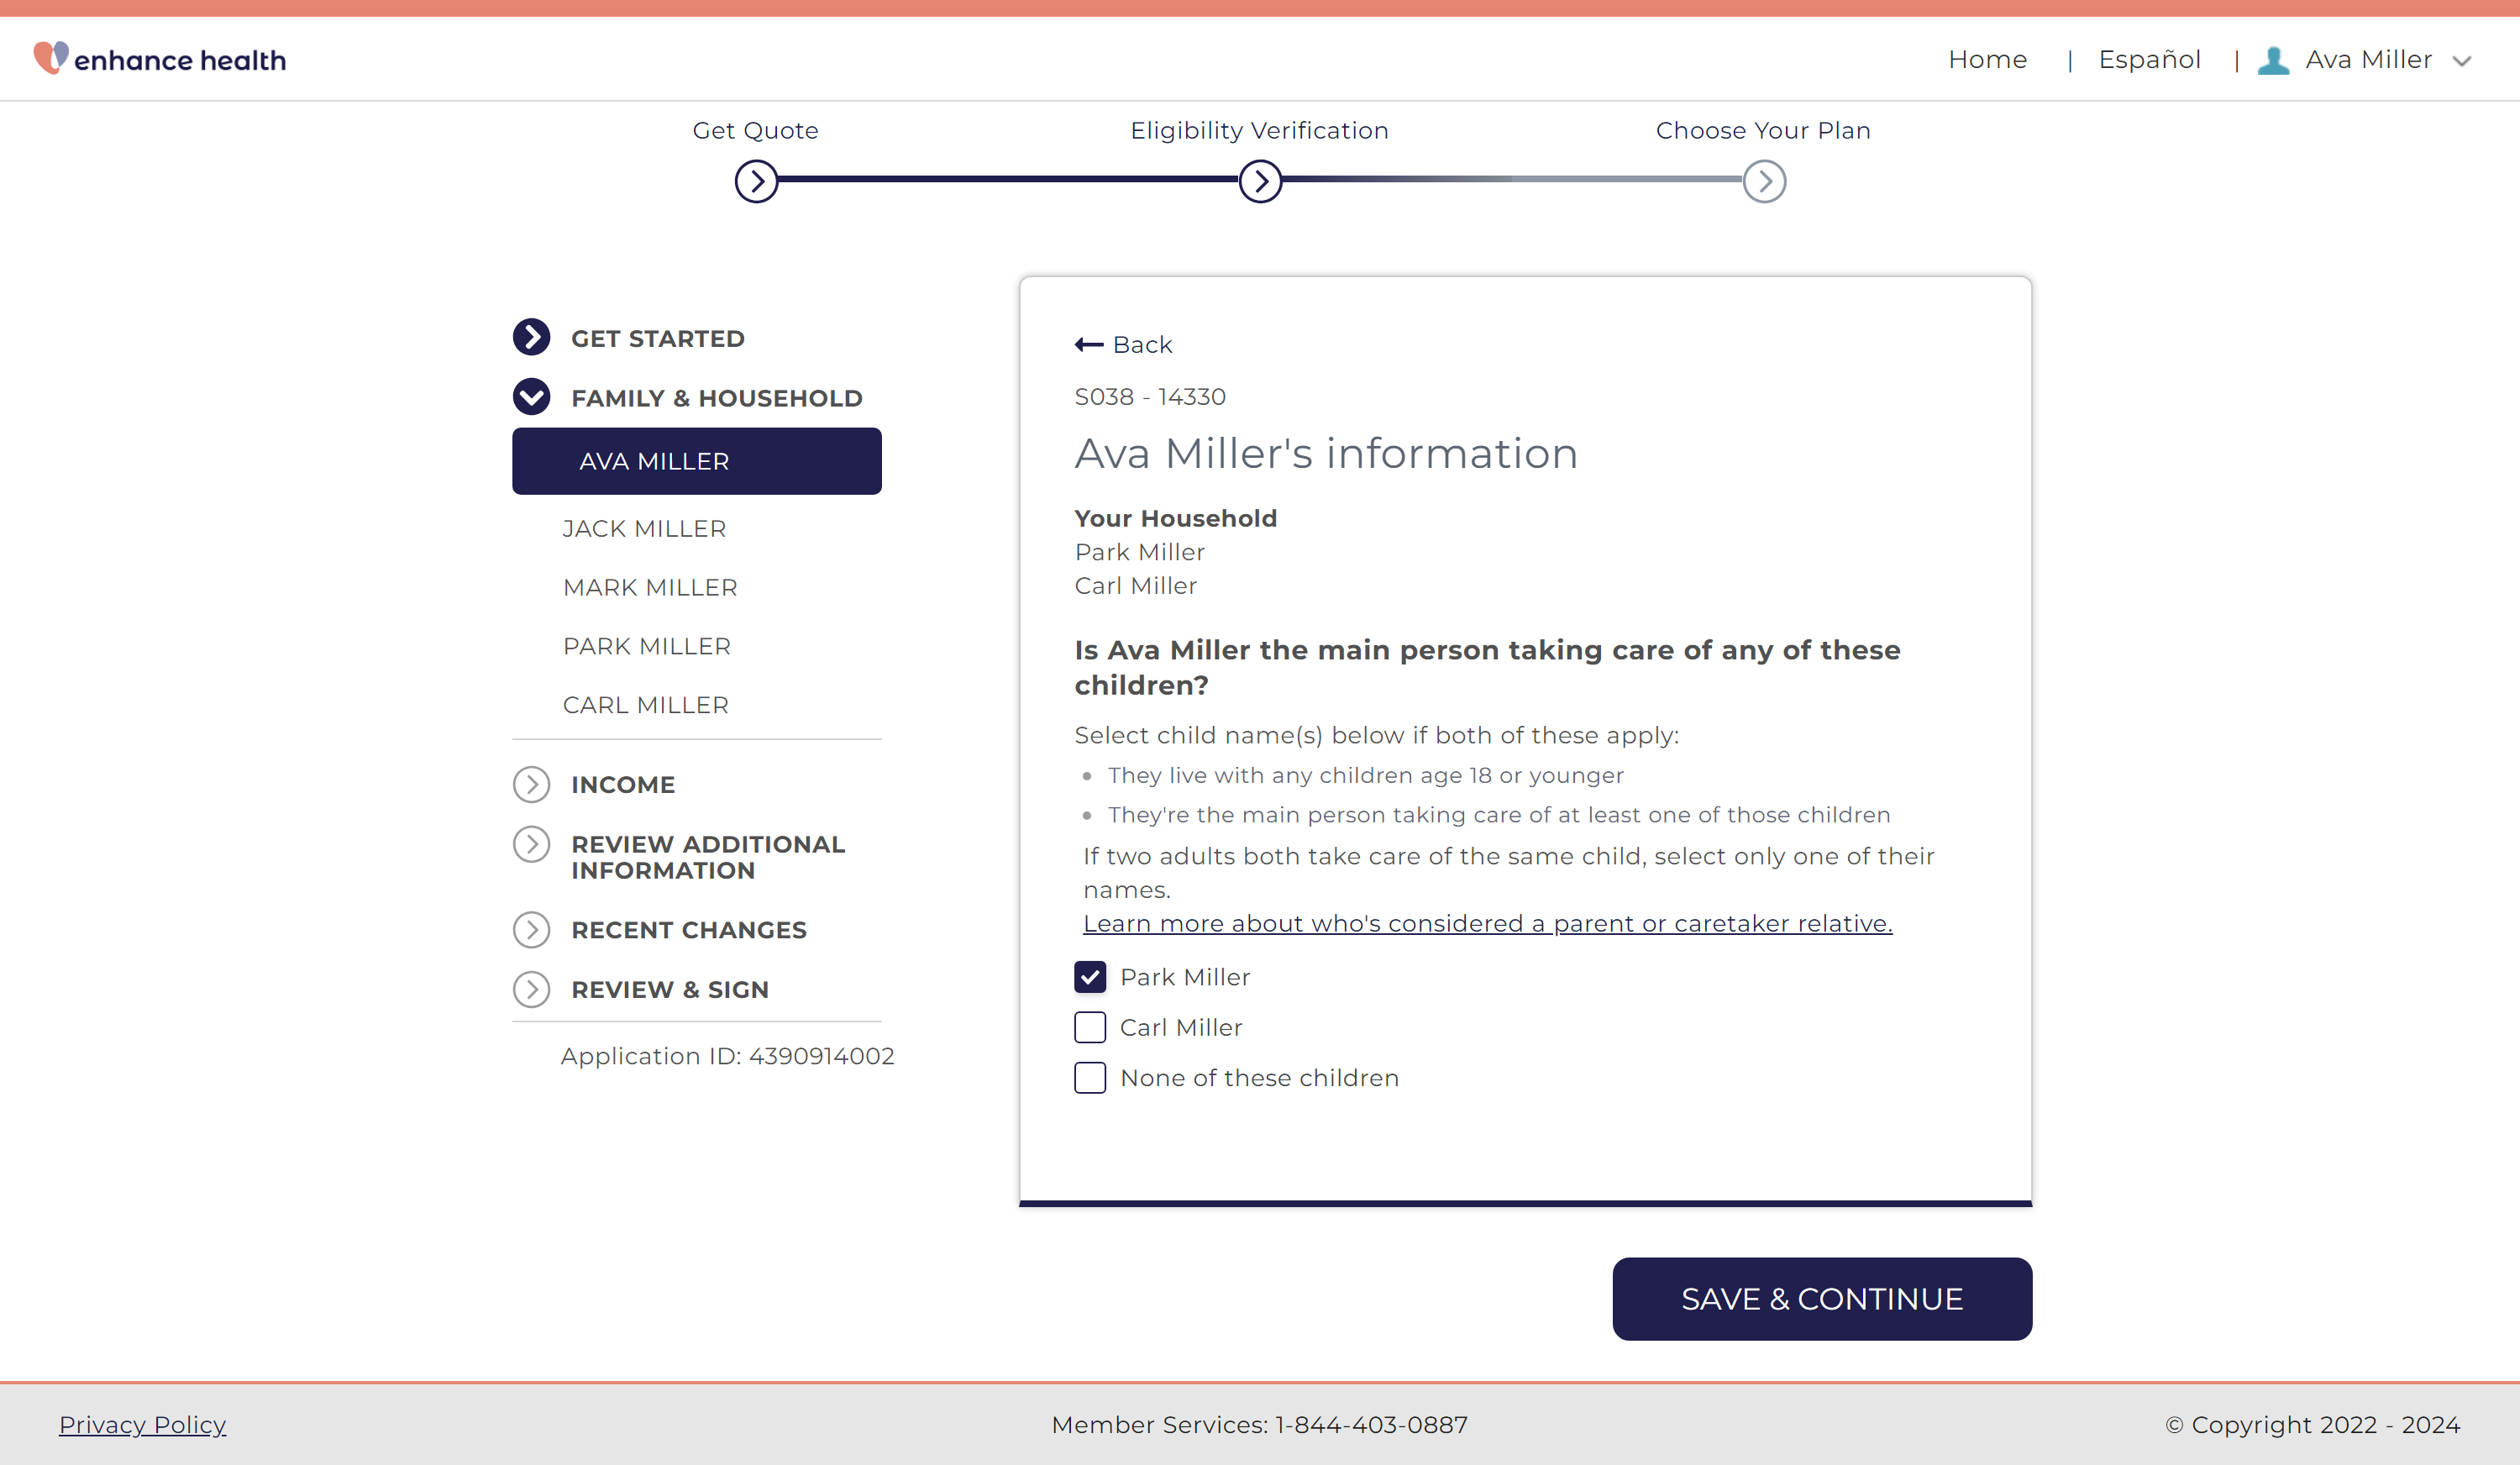 enhance health
Home | Español | Ava Miller
Get Quote
Eligibility Verification
Choose Your Plan
GET STARTED
FAMILY & HOUSEHOLD
AVA MILLER
JACK MILLER
MARK MILLER
PARK MILLER
CARL MILLER
INCOME
REVIEW ADDITIONAL
INFORMATION
RECENT CHANGES
REVIEW & SIGN
Application ID: 4390914002
Back
S038 - 14330
Ava Miller's information
Your Household
Park Miller
Carl Miller
Is Ava Miller the main person taking care of any of these
children?
Select child name(s) below if both of these apply:
• They live with any children age 18 or younger
• They're the main person taking care of at least one of those children
If two adults both take care of the same child, select only one of their
names.
Learn more about who's considered a parent or caretaker relative.
Park Miller
Carl Miller
None of these children
SAVE & CONTINUE
Privacy Policy
Member Services: 1-844-403-0887
© Copyright 2022 - 2024